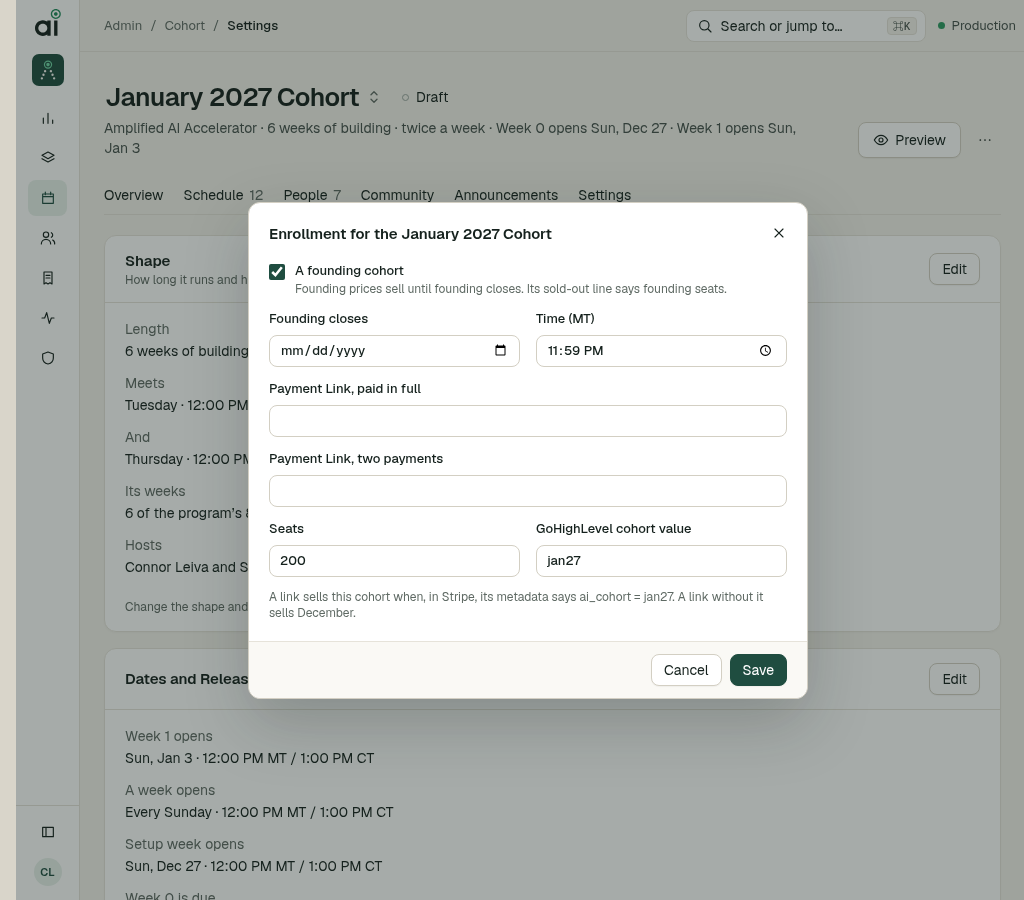 ai
Admin / Cohort / Settings
Search or jump to… ⌘K
Production
January 2027 Cohort
Draft
Amplified AI Accelerator · 6 weeks of building · twice a week · Week 0 opens Sun, Dec 27 · Week 1 opens Sun,
Jan 3
Preview
Overview Schedule 12 People 7 Community Announcements Settings
Shape
How long it runs and
Edit
Length
6 weeks of building
Meets
Tuesday · 12:00 PM
And
Thursday · 12:00
Its weeks
6 of the program's
Hosts
Connor Leiva and
Change the shape and
Enrollment for the January 2027 Cohort
A founding cohort
Founding prices sell until founding closes. Its sold-out line says founding seats.
Founding closes
Time (MT)
mm/dd/yyyy
11:59 PM
Payment Link, paid in full
Payment Link, two payments
Seats
GoHighLevel cohort value
200
jan27
A link sells this cohort when, in Stripe, its metadata says ai_cohort = jan27. A link without it
sells December.
Cancel
Save
Dates and
Edit
Week 1 opens
Sun, Jan 3 · 12:00 PM MT / 1:00 PM CT
A week opens
Every Sunday · 12:00 PM MT / 1:00 PM CT
Setup week opens
Sun, Dec 27 · 12:00 PM MT / 1:00 PM CT
Week 0 is due
CL